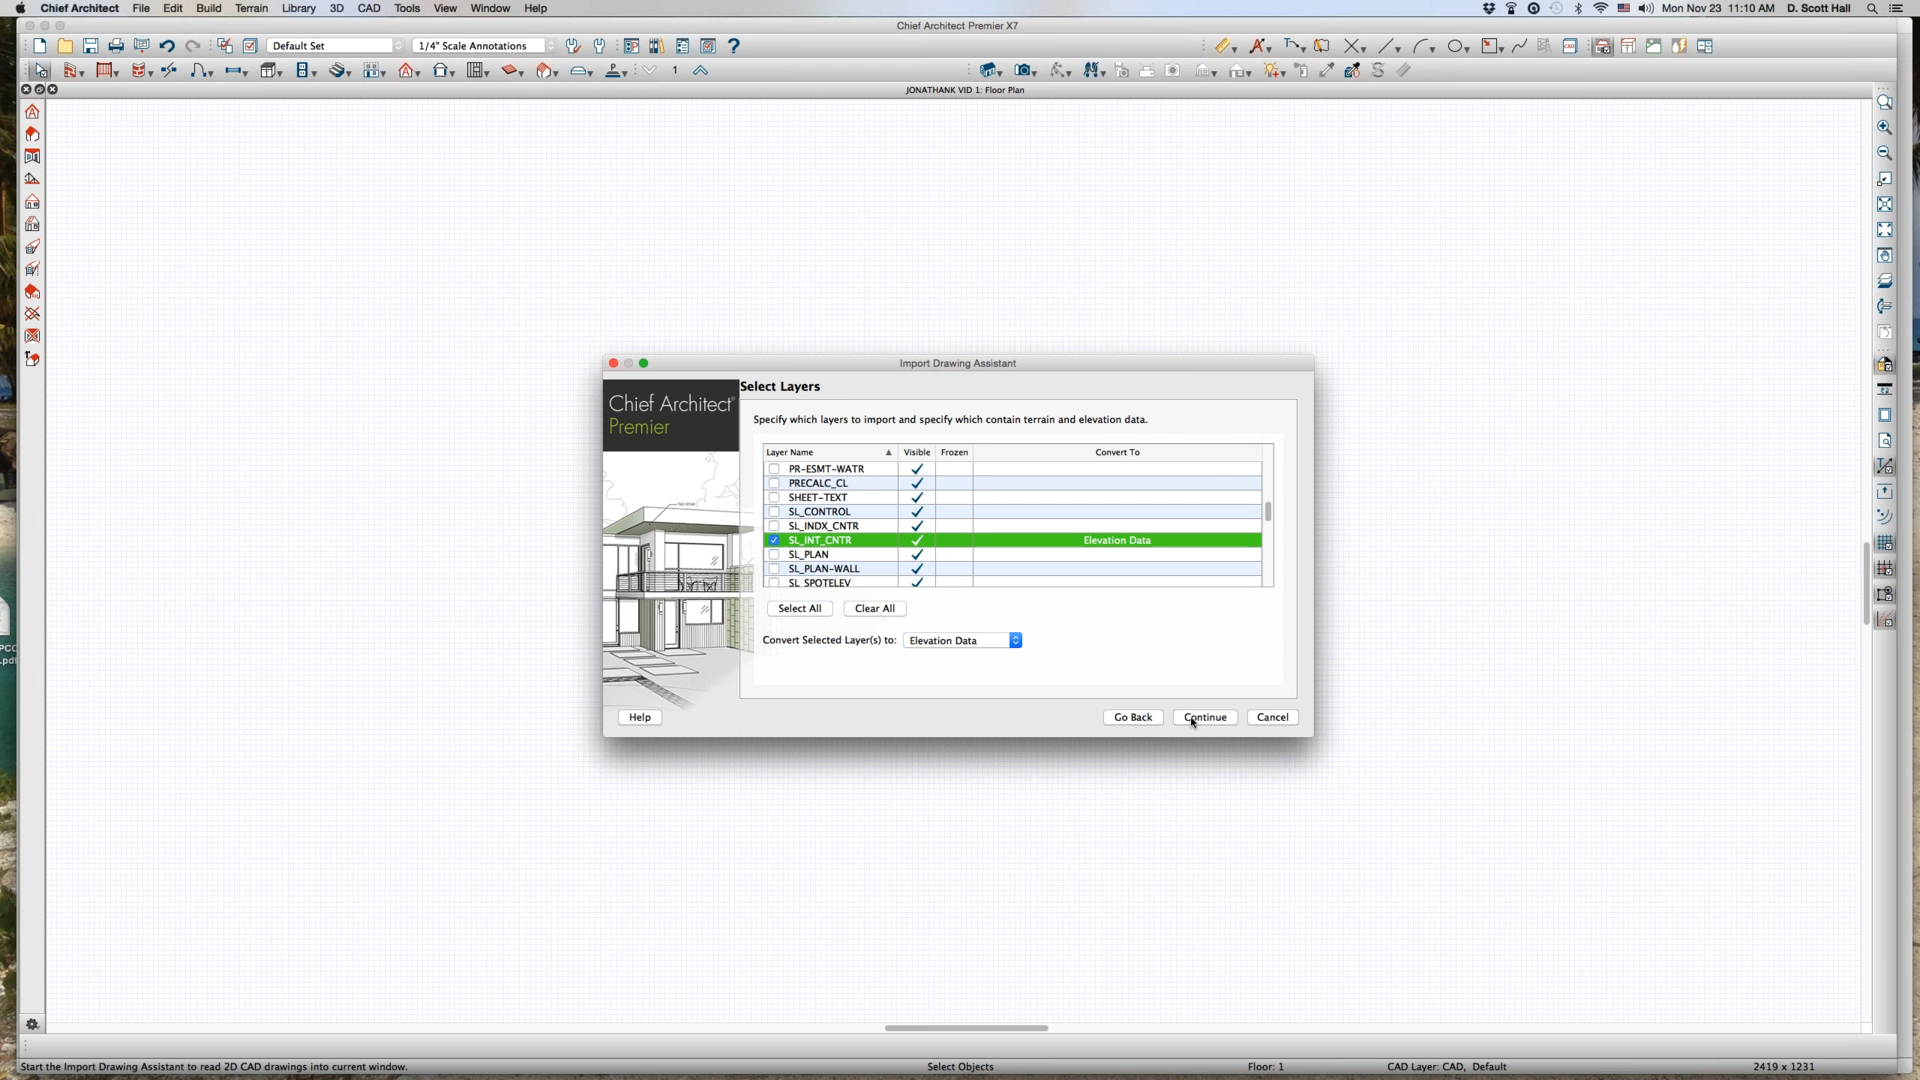 Chief Architect File Edit Build Terrain Library 3D CAD Tools View Window Help
Mon Nov 23 11:10 AM D. Scott Hall
Chief Architect Premier X7
Default Set
1/4" Scale Annotations
1
JONATHANK VID 1: Floor Plan
Import Drawing Assistant
Chief Architect
Premier
Select Layers
Specify which layers to import and specify which contain terrain and elevation data.
Layer Name Visible Frozen Convert To
PR-ESMT-WATR
PRECALC_CL
SHEET-TEXT
SL_CONTROL
SL_INDX_CNTR
SL_INT_CNTR Elevation Data
SL_PLAN
SL_PLAN-WALL
SL_SPOTELEV
Select All Clear All
Convert Selected Layer(s) to: Elevation Data
Help Go Back Continue Cancel
Start the Import Drawing Assistant to read 2D CAD drawings into current window.
Select Objects
Floor: 1
CAD Layer: CAD, Default
2419 x 1231